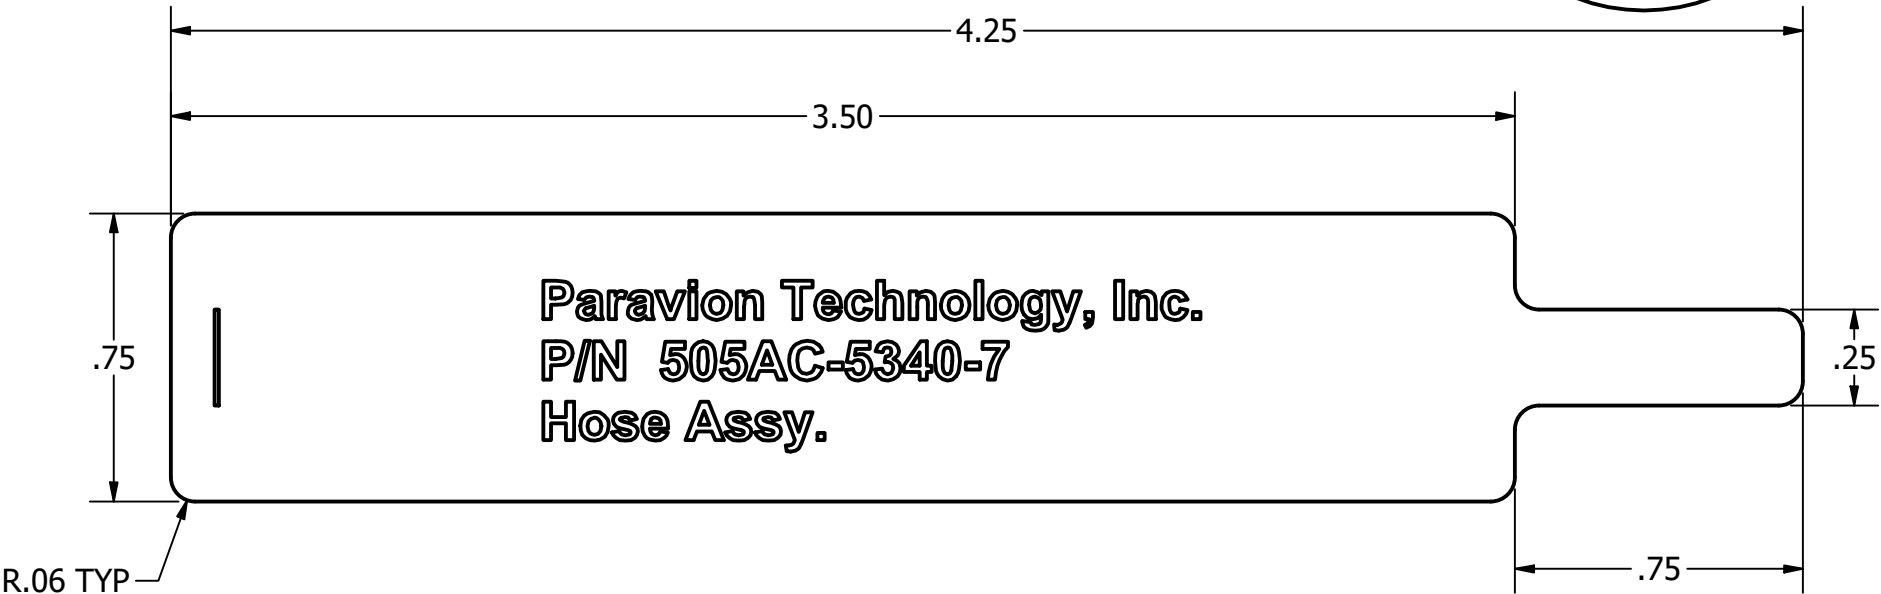 4.25
3.50
.75
Paravion Technology, Inc.
P/N  505AC-5340-7
Hose Assy.
.25
R.06 TYP
.75